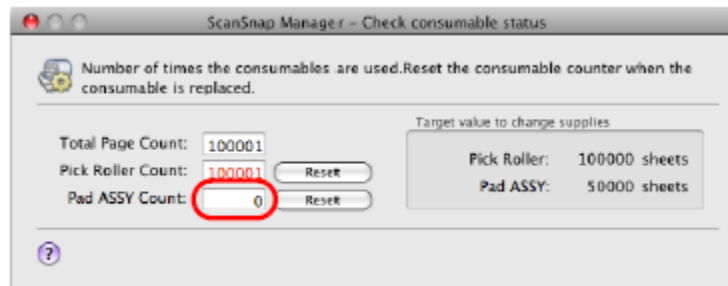 ScanSnap Manager – Check consumable status
Number of times the consumables are used.Reset the consumable counter when the
consumable is replaced.
Target value to change supplies
Total Page Count: 100001
Pick Roller Count: 100001 Reset
Pad ASSY Count: 0 Reset
Pick Roller: 100000 sheets
Pad ASSY: 50000 sheets
?